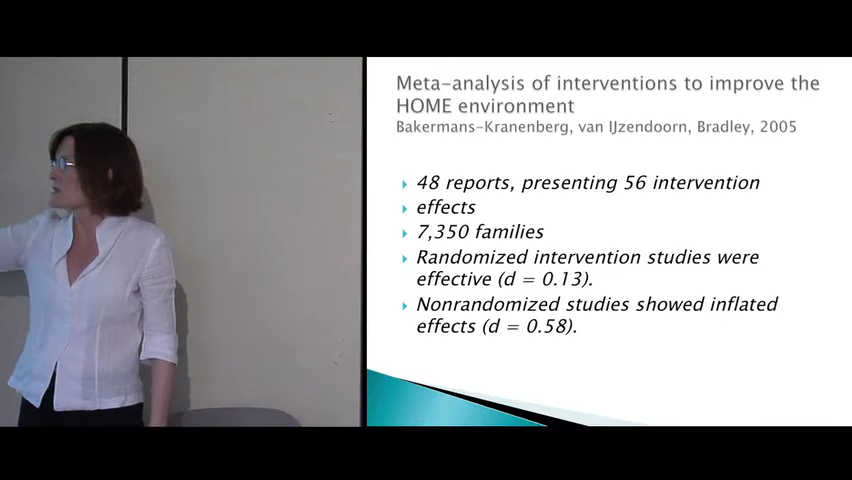 Meta-analysis of interventions to improve the
HOME environment
Bakermans-Kranenberg, van IJzendoorn, Bradley, 2005
48 reports, presenting 56 intervention
effects
7,350 families
Randomized intervention studies were
effective (d = 0.13).
Nonrandomized studies showed inflated
effects (d = 0.58).